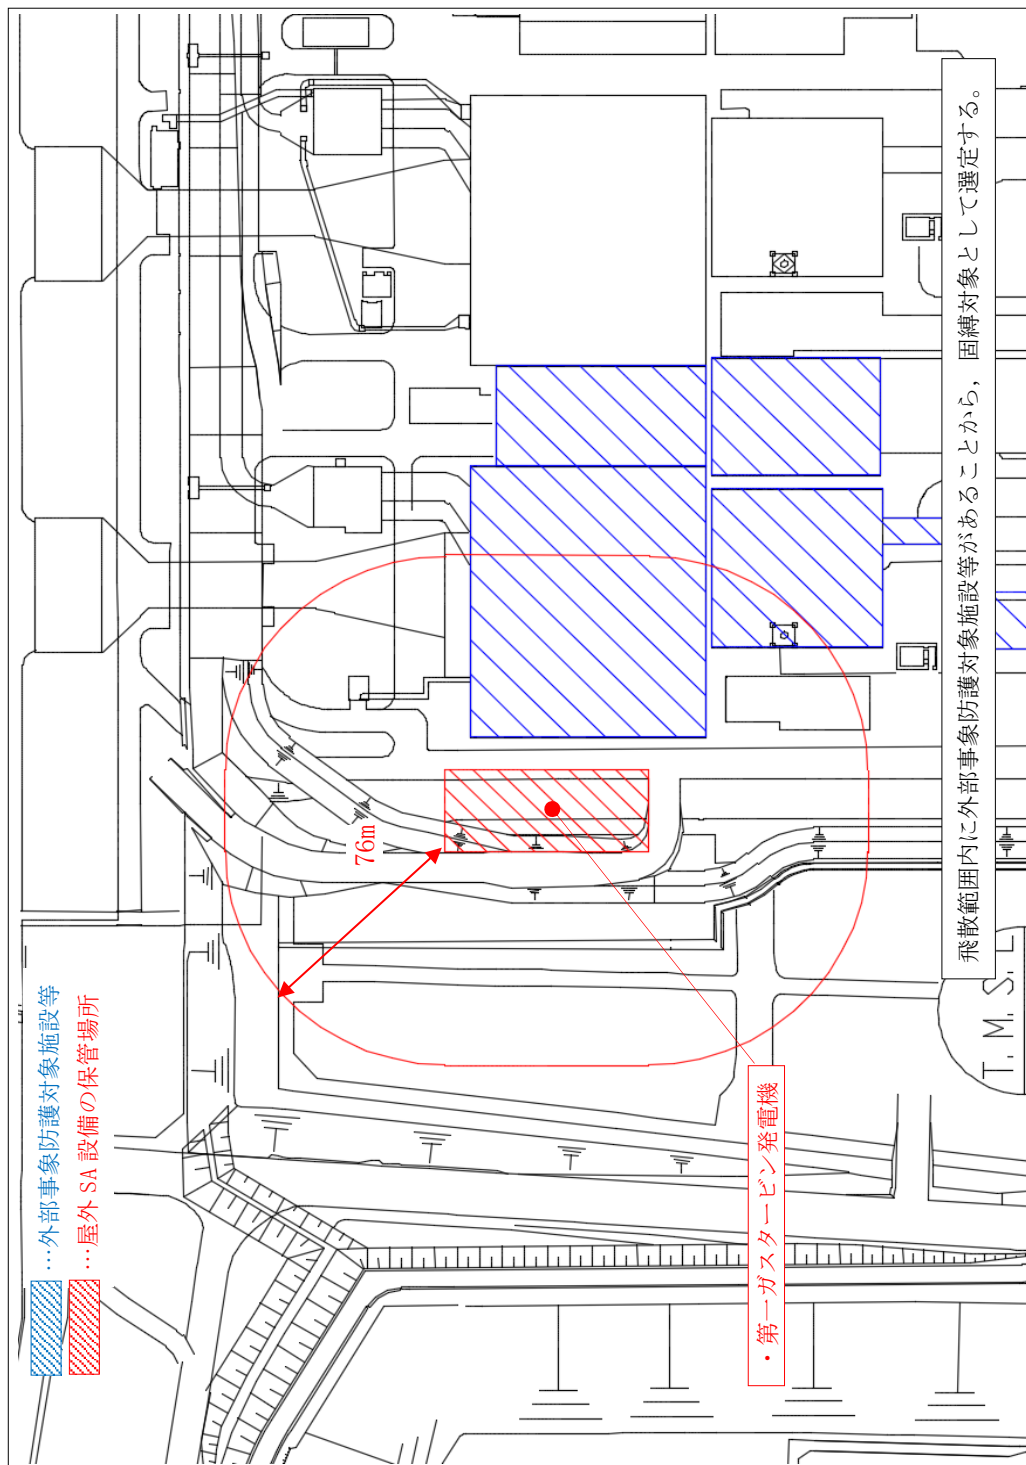 …外部事象防護対象施設等
…屋外 SA 設備の保管場所
76m
・第一ガスタービン発電機
飛散範囲内に外部事象防護対象施設等があることから，固縛対象として選定する。
T. M. S. L